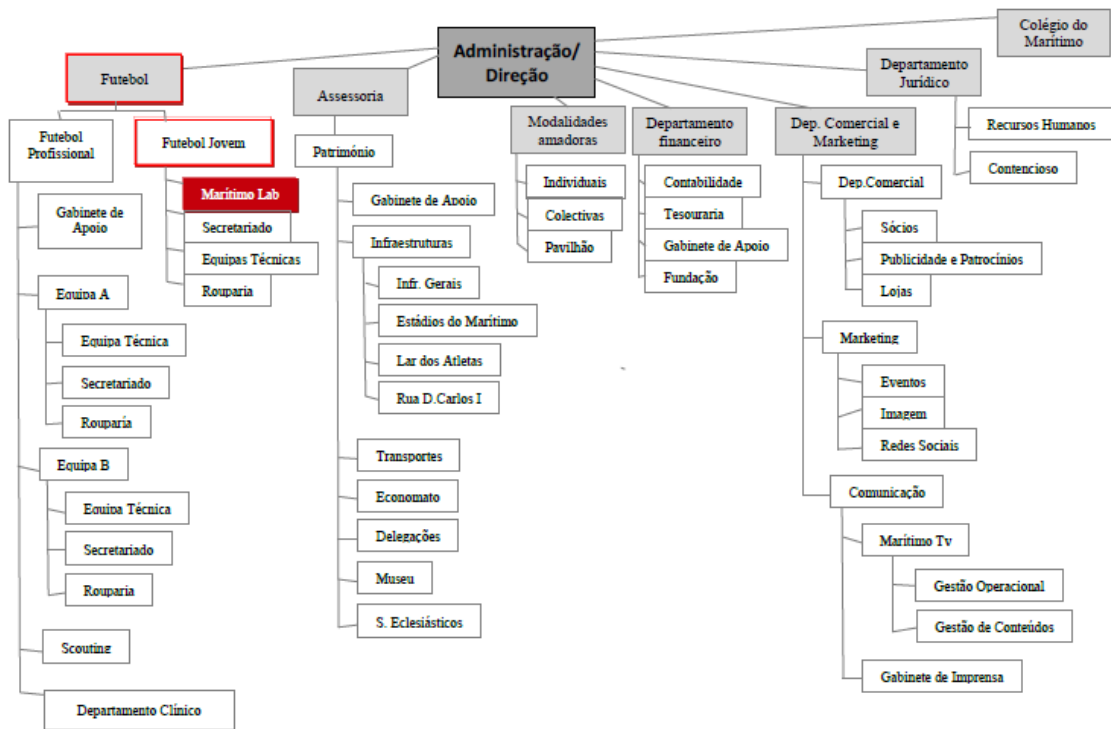 Administração/
Direção
Colégio do
Marítimo
Futebol
Assessoria
Modalidades
amadoras
Departamento
financeiro
Dep. Comercial e
Marketing
Departamento
Jurídico
Futebol
Profissional
Gabinete de
Apoio
Equipa A
Equipa Técnica
Secretariado
Rouparia
Equipa B
Equipa Técnica
Secretariado
Rouparia
Scouting
Departamento Clínico
Futebol Jovem
Marítimo Lab
Secretariado
Equipas Técnicas
Rouparia
Património
Gabinete de Apoio
Infraestruturas
Infr. Gerais
Estádios do Marítimo
Lar dos Atletas
Rua D.Carlos I
Transportes
Economato
Delegações
Museu
S. Eclesiásticos
Individuais
Colectivas
Pavilhão
Contabilidade
Tesouraria
Gabinete de Apoio
Fundação
Dep.Comercial
Sócios
Publicidade e Patrocínios
Lojas
Marketing
Eventos
Imagem
Redes Sociais
Comunicação
Marítimo Tv
Gestão Operacional
Gestão de Conteúdos
Gabinete de Imprensa
Recursos Humanos
Contencioso